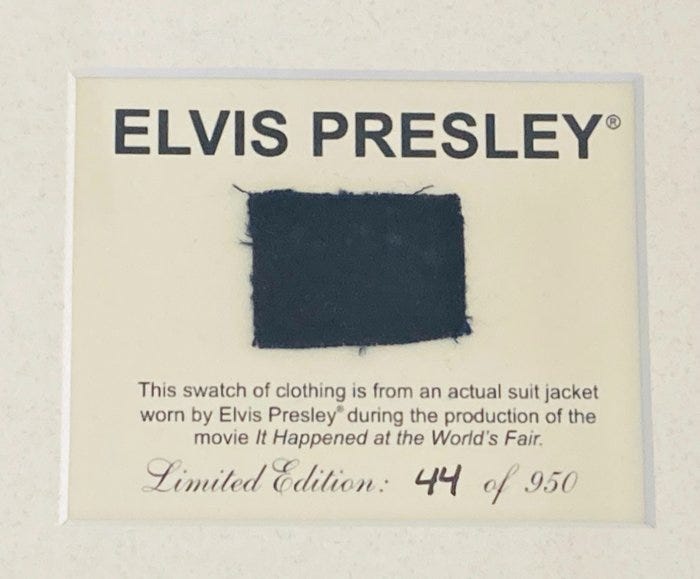 ELVIS PRESLEY®
This swatch of clothing is from an actual suit jacket
worn by Elvis Presley® during the production of the
movie It Happened at the World's Fair.
Limited Edition: 44 of 950